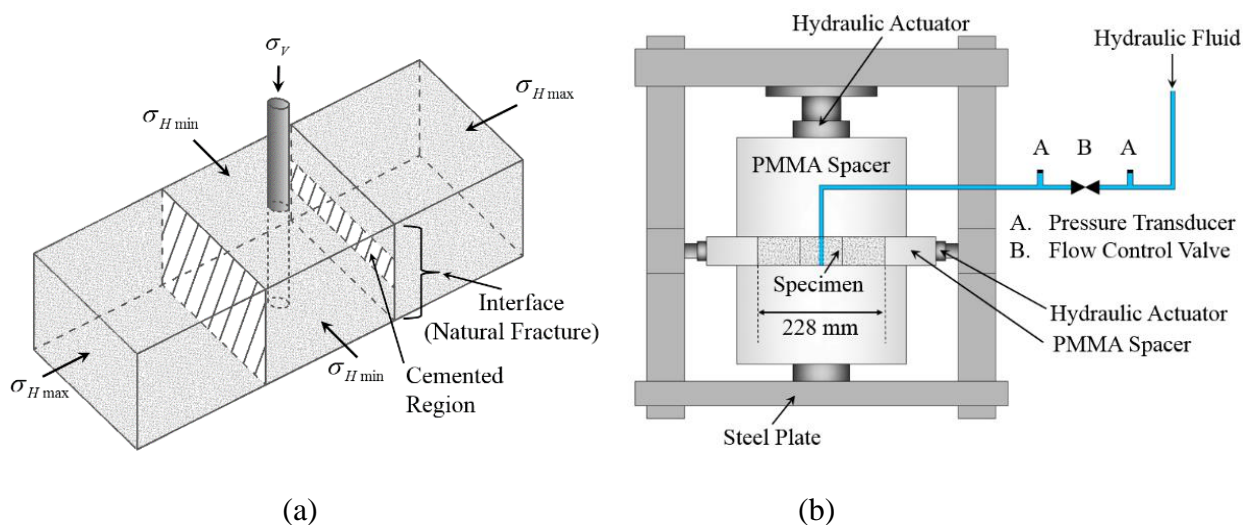 σV
σH min
σH max
Interface
(Natural Fracture)
σH min
Cemented
Region
σH max
(a)
Hydraulic Actuator
Hydraulic Fluid
PMMA Spacer
A B A
A. Pressure Transducer
B. Flow Control Valve
Specimen
228 mm
Hydraulic Actuator
PMMA Spacer
Steel Plate
(b)